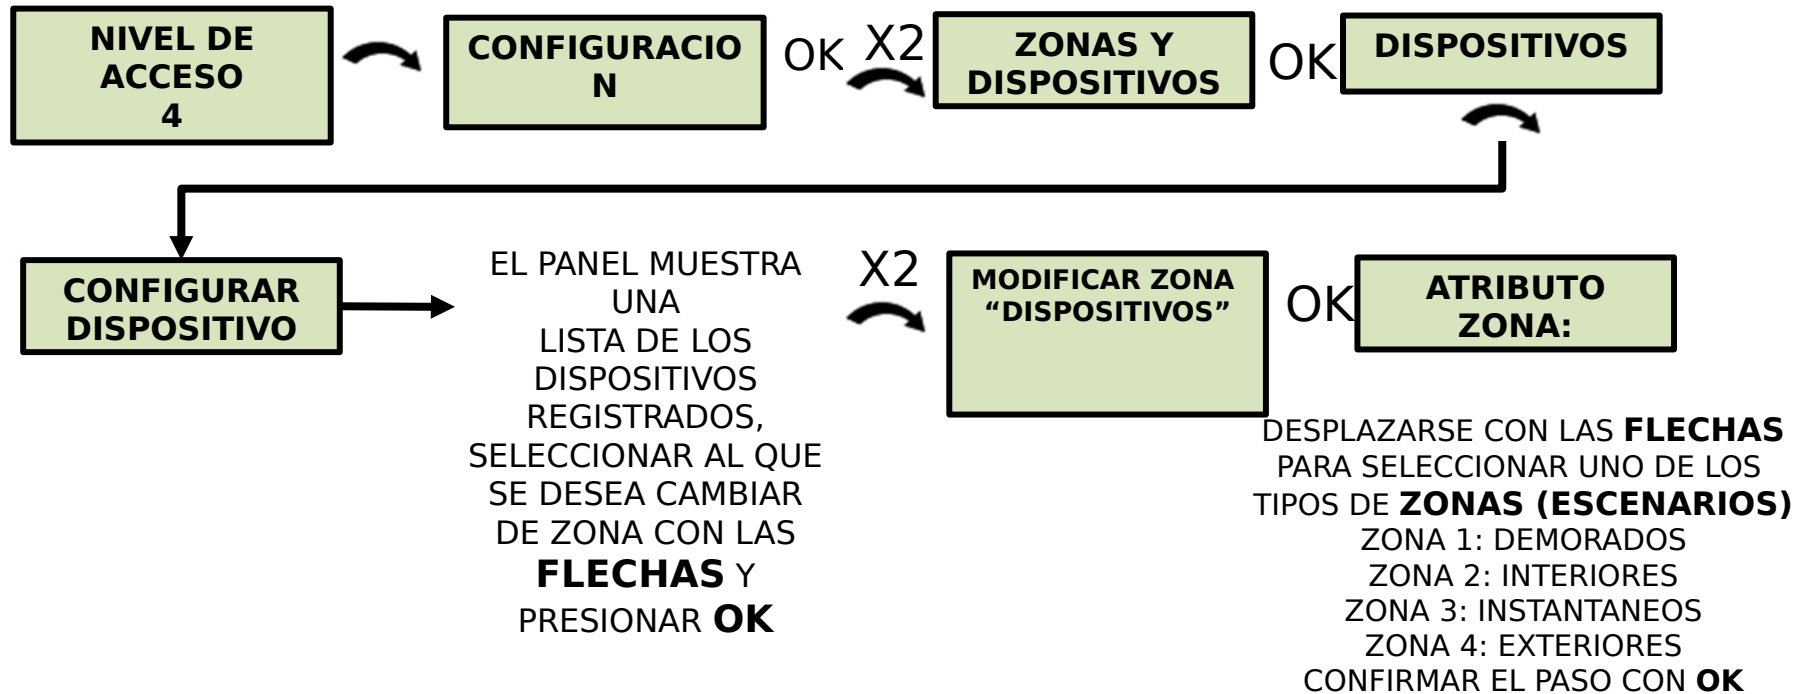 NIVEL DE
ACCESO
4
CONFIGURACIO
N
OK
X2
ZONAS Y
DISPOSITIVOS
OK
DISPOSITIVOS
CONFIGURAR
DISPOSITIVO
EL PANEL MUESTRA
UNA
LISTA DE LOS
DISPOSITIVOS
REGISTRADOS,
SELECCIONAR AL QUE
SE DESEA CAMBIAR
DE ZONA CON LAS
FLECHAS Y
PRESIONAR OK
X2
MODIFICAR ZONA
“DISPOSITIVOS”
OK
ATRIBUTO
ZONA:
DESPLAZARSE CON LAS FLECHAS
PARA SELECCIONAR UNO DE LOS
TIPOS DE ZONAS (ESCENARIOS)
ZONA 1: DEMORADOS
ZONA 2: INTERIORES
ZONA 3: INSTANTANEOS
ZONA 4: EXTERIORES
CONFIRMAR EL PASO CON OK